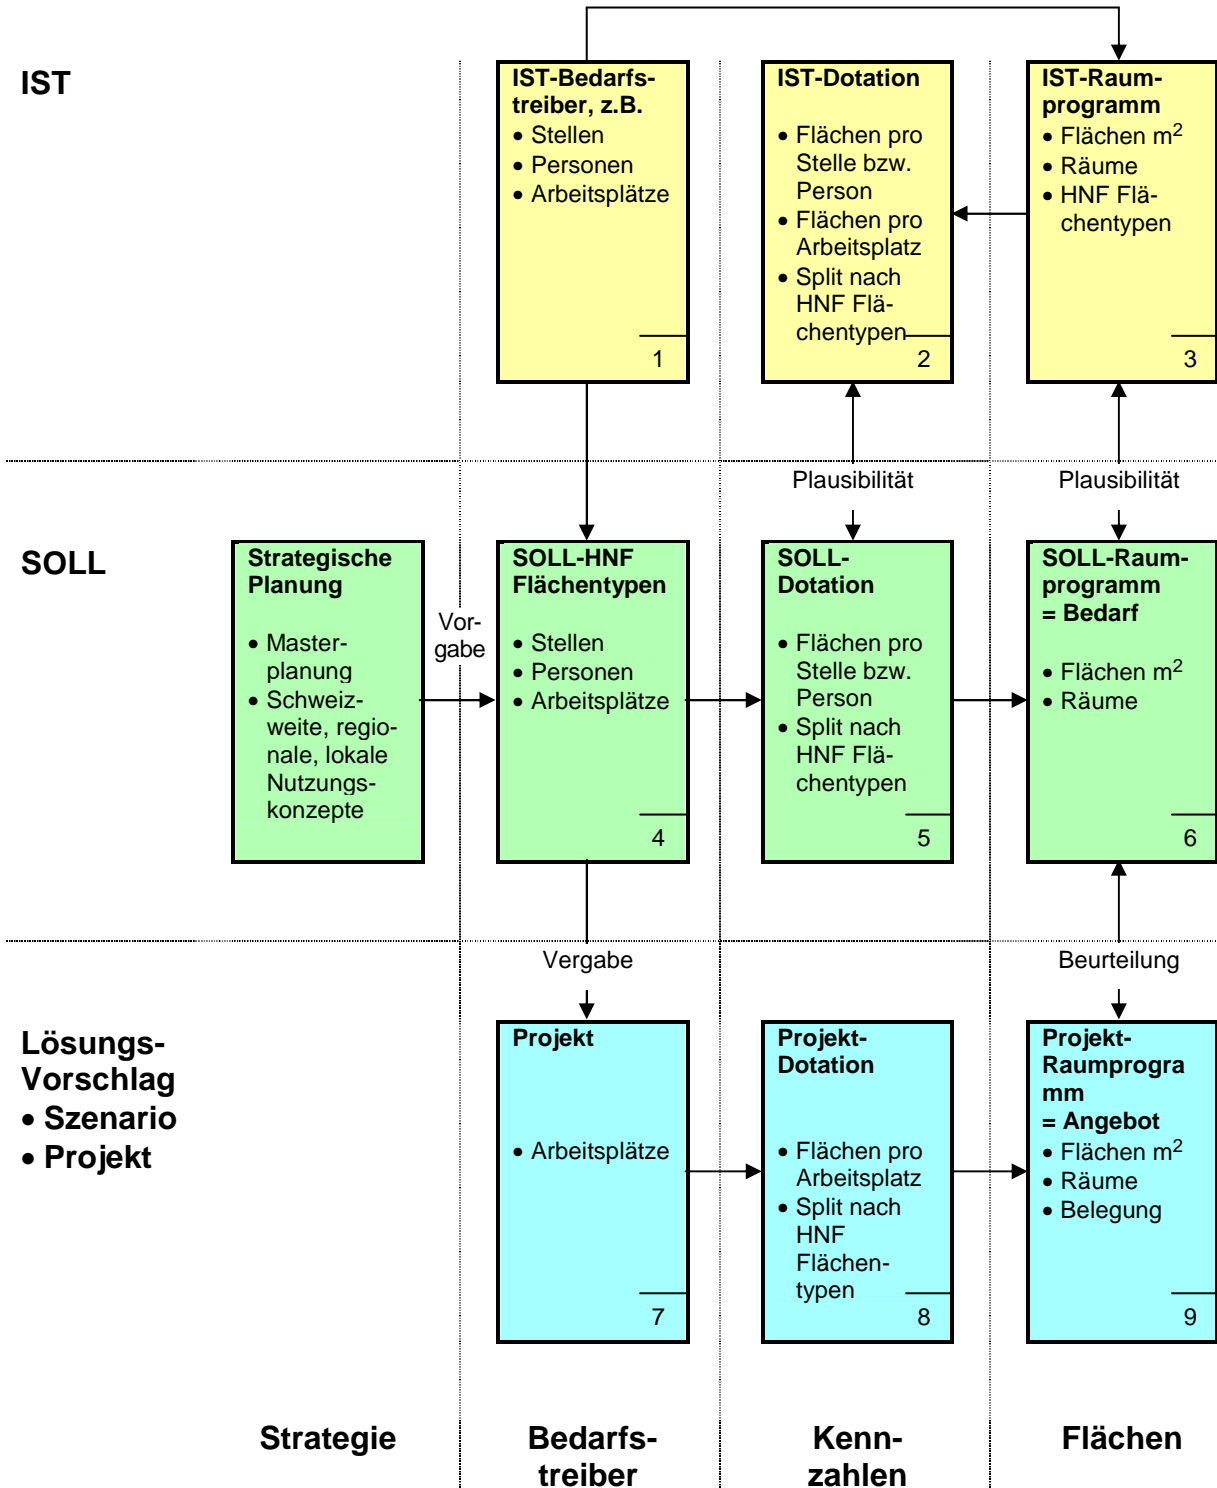 IST
IST-Bedarfs-
treiber, z.B.
• Stellen
• Personen
• Arbeitsplätze
1
IST-Dotation
• Flächen pro
Stelle bzw.
Person
• Flächen pro
Arbeitsplatz
• Split nach
HNF Flä-
chentypen
2
IST-Raum-
programm
• Flächen m²
• Räume
• HNF Flä-
chentypen
3
Plausibilität
Plausibilität
SOLL
Strategische
Planung
• Master-
planung
• Schweiz-
weite, regio-
nale, lokale
Nutzungs-
konzepte
Vor-
gabe
SOLL-HNF
Flächentypen
• Stellen
• Personen
• Arbeitsplätze
4
SOLL-
Dotation
• Flächen pro
Stelle bzw.
Person
• Split nach
HNF Flä-
chentypen
5
SOLL-Raum-
programm
= Bedarf
• Flächen m²
• Räume
6
Vergabe
Beurteilung
Lösungs-
Vorschlag
• Szenario
• Projekt
Projekt
• Arbeitsplätze
7
Projekt-
Dotation
• Flächen pro
Arbeitsplatz
• Split nach
HNF
Flächen-
typen
8
Projekt-
Raumprogra
mm
= Angebot
• Flächen m²
• Räume
• Belegung
9
Strategie
Bedarfs-
treiber
Kenn-
zahlen
Flächen